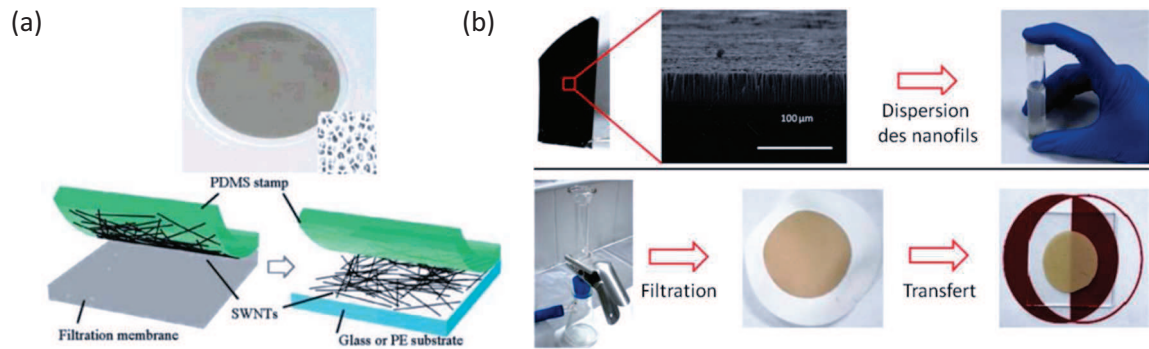 (a)
PDMS stamp
SWNTs
Filtration membrane
Glass or PE substrate
(b)
100 µm
Dispersion
des nanofils
Filtration
Transfert